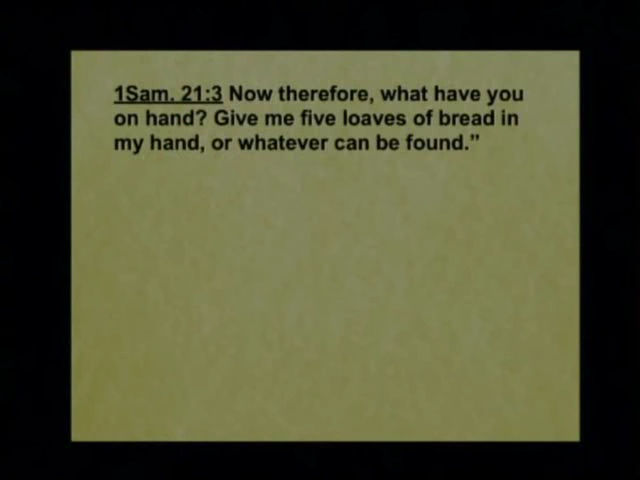 1Sam. 21:3 Now therefore, what have you
on hand? Give me five loaves of bread in
my hand, or whatever can be found.”